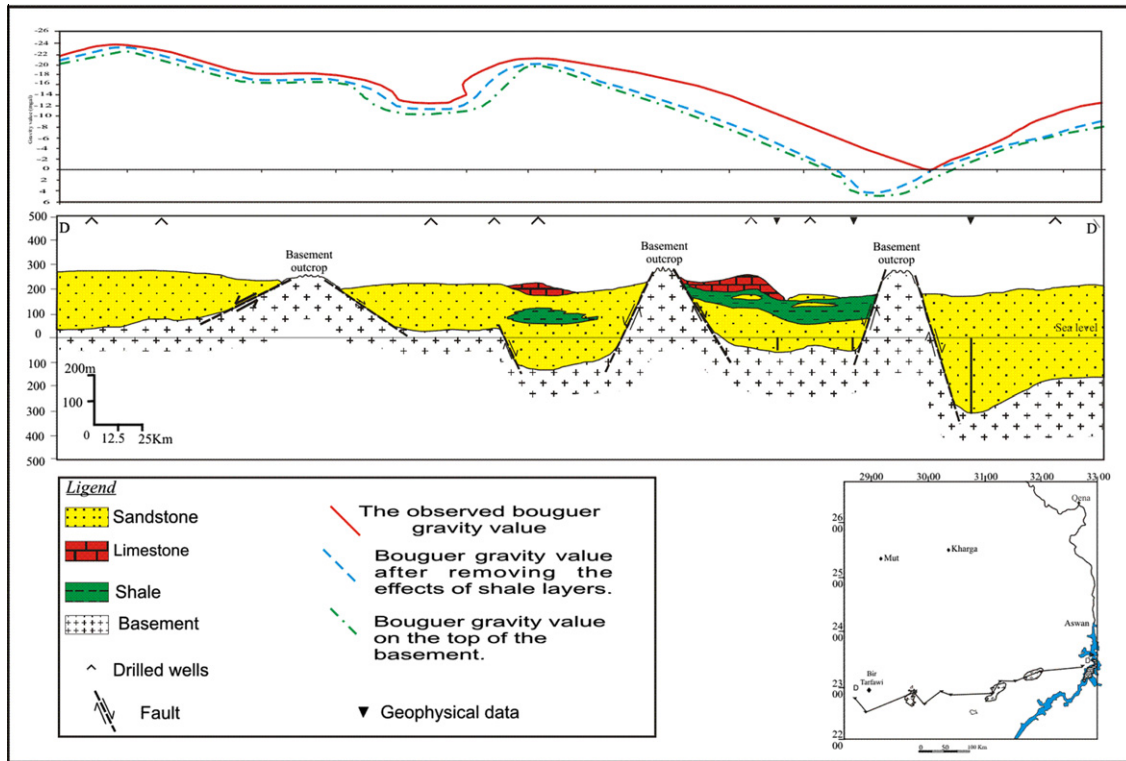 -26
-24
-22
-20
-18
-16
-14
-12
-10
-8
-6
-4
-2
0
2
4
6
Gravity value (mgal)
500
400
300
200
100
0
100
200
300
400
500
D
D
Basement
outcrop
Basement
outcrop
Basement
outcrop
Sea level
200m
100
0 12.5 25Km
Ligend
Sandstone
Limestone
Shale
Basement
Drilled wells
Fault
The observed bouguer
gravity value
Bouguer gravity value
after removing the
effects of shale layers.
Bouguer gravity value
on the top of the
basement.
Geophysical data
29:00 30:00 31:00 32:00 33:00
26
00
25
00
24
00
23
00
22
00
Qena
Mut
Kharga
Aswan
Bir
Tarfawi
D
D
0 50 100 Km